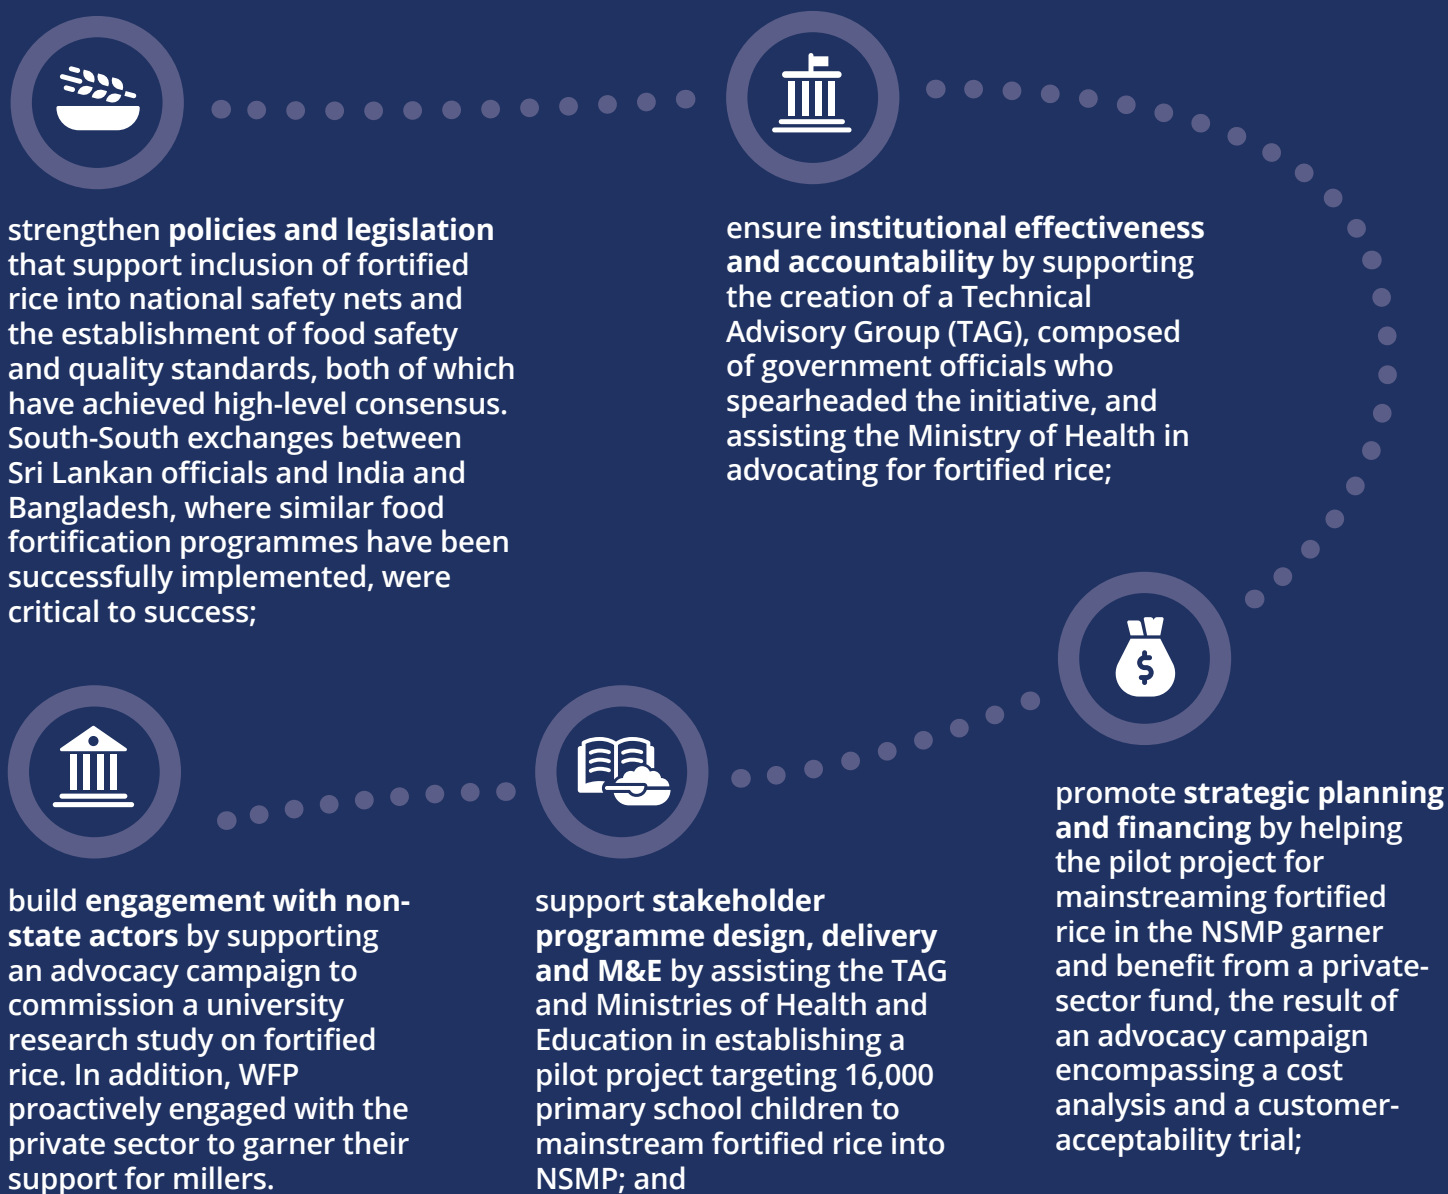 strengthen policies and legislation
that support inclusion of fortified
rice into national safety nets and
the establishment of food safety
and quality standards, both of which
have achieved high-level consensus.
South-South exchanges between
Sri Lankan officials and India and
Bangladesh, where similar food
fortification programmes have been
successfully implemented, were
critical to success;
ensure institutional effectiveness
and accountability by supporting
the creation of a Technical
Advisory Group (TAG), composed
of government officials who
spearheaded the initiative, and
assisting the Ministry of Health in
advocating for fortified rice;
$
promote strategic planning
and financing by helping
the pilot project for
mainstreaming fortified
rice in the NSMP garner
and benefit from a private-
sector fund, the result of
an advocacy campaign
encompassing a cost
analysis and a customer-
acceptability trial;
support stakeholder
programme design, delivery
and M&E by assisting the TAG
and Ministries of Health and
Education in establishing a
pilot project targeting 16,000
primary school children to
mainstream fortified rice into
NSMP; and
build engagement with non-
state actors by supporting
an advocacy campaign to
commission a university
research study on fortified
rice. In addition, WFP
proactively engaged with the
private sector to garner their
support for millers.